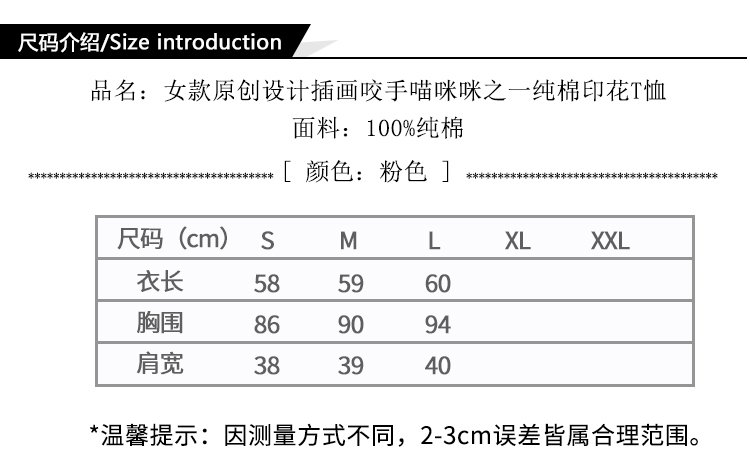 尺码介绍/Size introduction
品名：女款原创设计插画咬手喵咪咪之一纯棉印花T恤
面料：100%纯棉
***************************************[ 颜色：粉色 ]****************************************
尺码（cm） S M L XL XXL
衣长 58 59 60
胸围 86 90 94
肩宽 38 39 40
*温馨提示：因测量方式不同，2-3cm误差皆属合理范围。